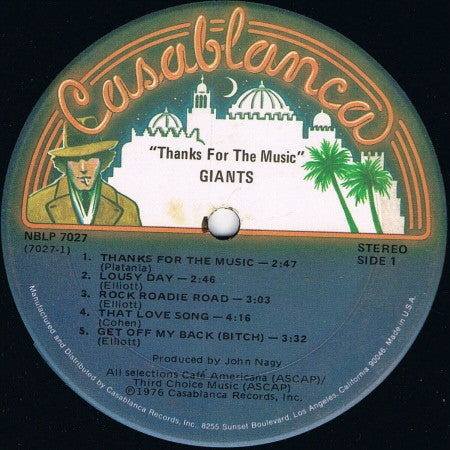 Casablanca
"Thanks For The Music"
GIANTS
NBLP 7027
(7027-1)
STEREO
SIDE 1
1. THANKS FOR THE MUSIC — 2:47
(Platania)
2. LOUSY DAY — 2:46
(Elliott)
3. ROCK ROADIE ROAD — 3:03
(Elliott)
4. THAT LOVE SONG — 4:16
(Cohen)
5. GET OFF MY BACK (BITCH) — 3:32
(Elliott)
Produced by John Nagy
All selections Café Americana (ASCAP)/
Third Choice Music (ASCAP)
℗1976 Casablanca Records, Inc.
Manufactured and Distributed by Casablanca Records, Inc., 8255 Sunset Boulevard, Los Angeles, California 90046 Made in U.S.A.